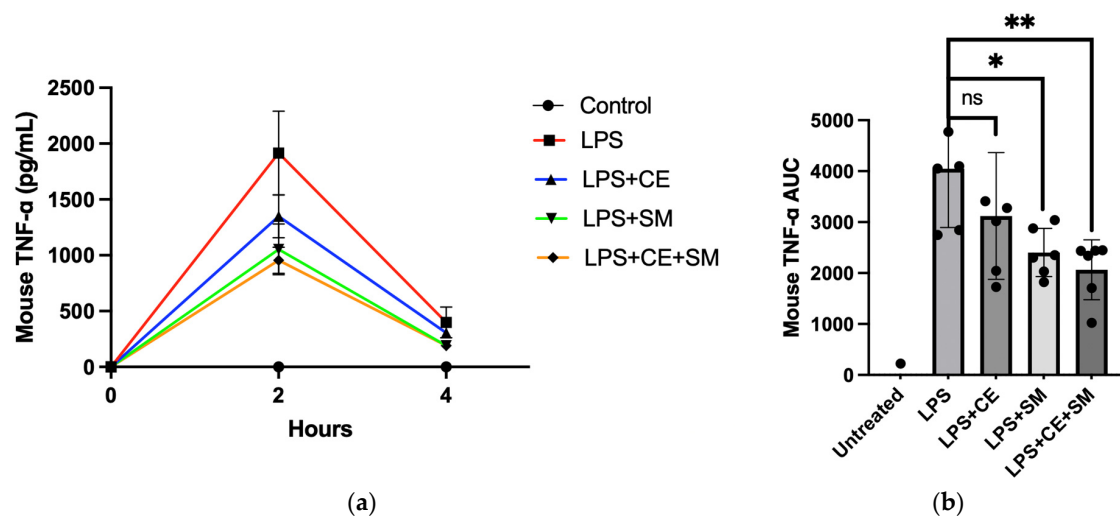 2500
2000
1500
1000
500
0
Mouse TNF-α (pg/mL)
0 2 4
Hours
Control
LPS
LPS+CE
LPS+SM
LPS+CE+SM
(a)
**
*
ns
5000
4000
3000
2000
1000
0
Mouse TNF-α AUC
Untreated
LPS
LPS+CE
LPS+SM
LPS+CE+SM
(b)